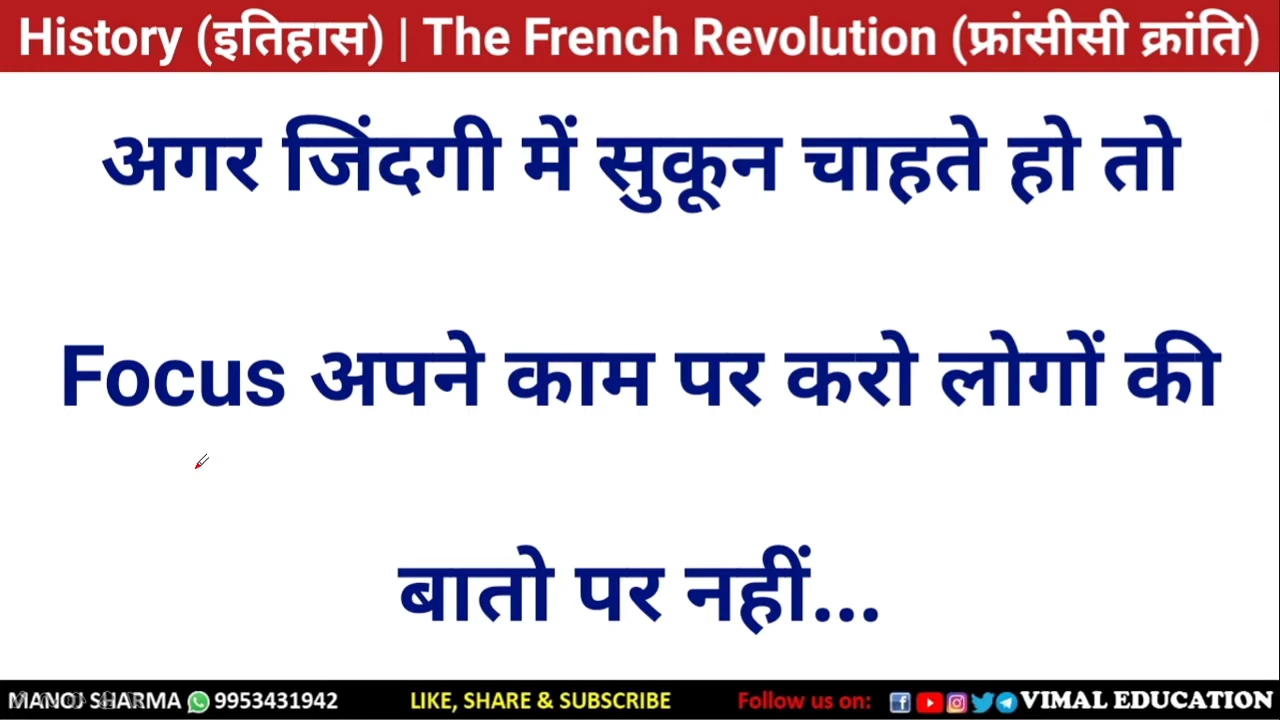 History (इतिहास) | The French Revolution (फ्रांसीसी क्रांति)
अगर जिंदगी में सुकून चाहते हो तो
Focus अपने काम पर करो लोगों की
बातो पर नहीं...
MANOJ SHARMA 9953431942 LIKE, SHARE & SUBSCRIBE Follow us on: VIMAL EDUCATION